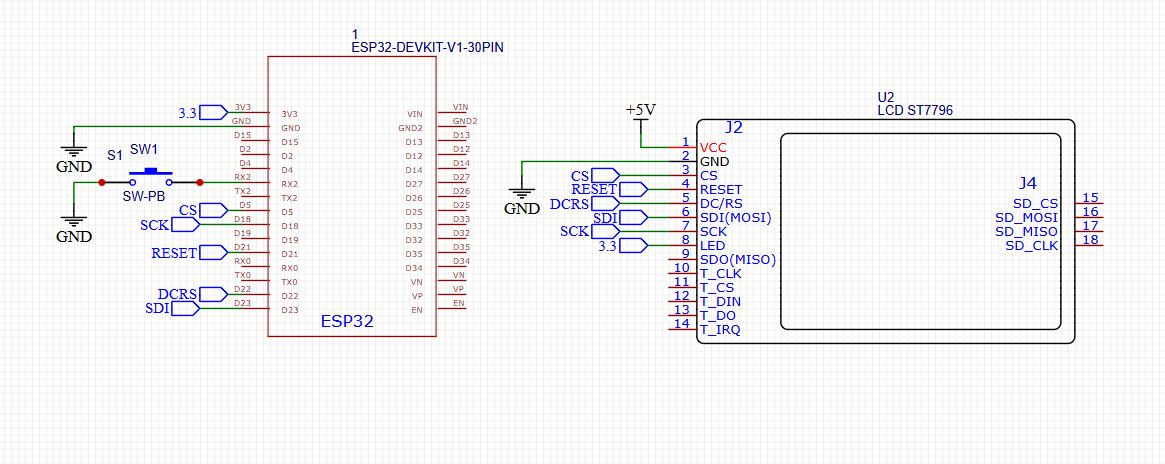 1
ESP32-DEVKIT-V1-30PIN
3.3
3V3
GND
D15
D2
D4
RX2
TX2
D5
D18
D19
D21
RX0
TX0
D22
D23
3V3
GND
D15
D2
D4
RX2
TX2
D5
D18
D19
D21
RX0
TX0
D22
D23
VIN
GND2
D13
D12
D14
D27
D26
D25
D33
D32
D35
D34
VN
VP
EN
VIN
GND2
D13
D12
D14
D27
D26
D25
D33
D32
D35
D34
VN
VP
EN
ESP32
GND
S1
SW1
SW-PB
GND
CS
SCK
RESET
DCRS
SDI
U2
LCD ST7796
+5V
J2
GND
CS
RESET
DCRS
SDI
SCK
3.3
1 VCC
2 GND
3 CS
4 RESET
5 DC/RS
6 SDI(MOSI)
7 SCK
8 LED
9 SDO(MISO)
10 T_CLK
11 T_CS
12 T_DIN
13 T_DO
14 T_IRQ
J4
SD_CS 15
SD_MOSI 16
SD_MISO 17
SD_CLK 18